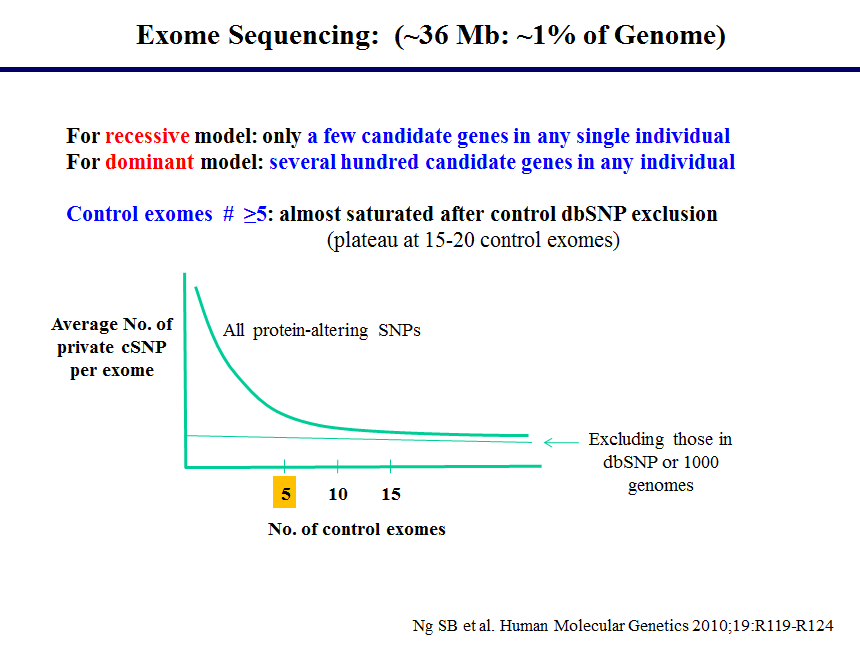 Exome Sequencing: (~36 Mb: ~1% of Genome)
For recessive model: only a few candidate genes in any single individual
For dominant model: several hundred candidate genes in any individual
Control exomes # ≥5: almost saturated after control dbSNP exclusion
(plateau at 15-20 control exomes)
Average No. of
private cSNP
per exome
All protein-altering SNPs
Excluding those in
dbSNP or 1000
genomes
5 10 15
No. of control exomes
Ng SB et al. Human Molecular Genetics 2010;19:R119-R124